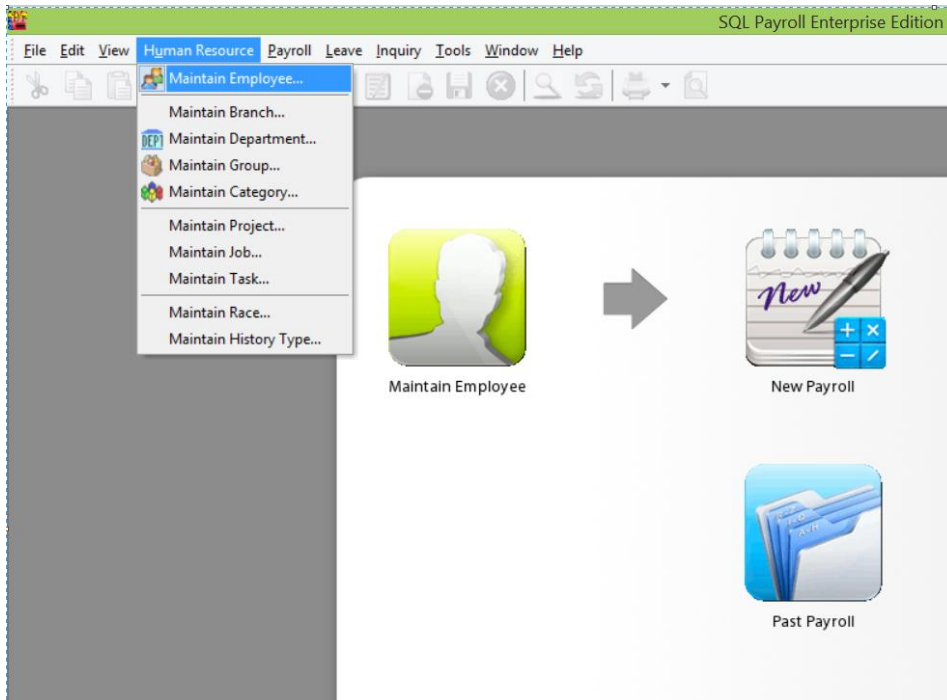 SQL Payroll Enterprise Edition
File Edit View Human Resource Payroll Leave Inquiry Tools Window Help
Maintain Employee...
Maintain Branch...
DEPT Maintain Department...
Maintain Group...
Maintain Category...
Maintain Project...
Maintain Job...
Maintain Task...
Maintain Race...
Maintain History Type...
New
Maintain Employee
New Payroll
I-Q
A-H
Past Payroll